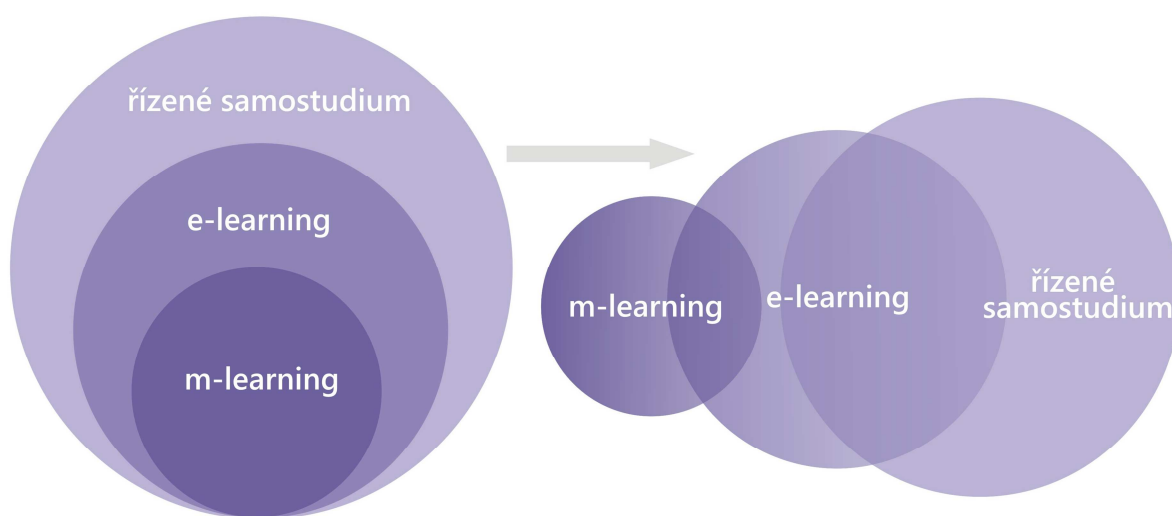 řízené samostudium
e-learning
m-learning
m-learning
e-learning
řízené
samostudium